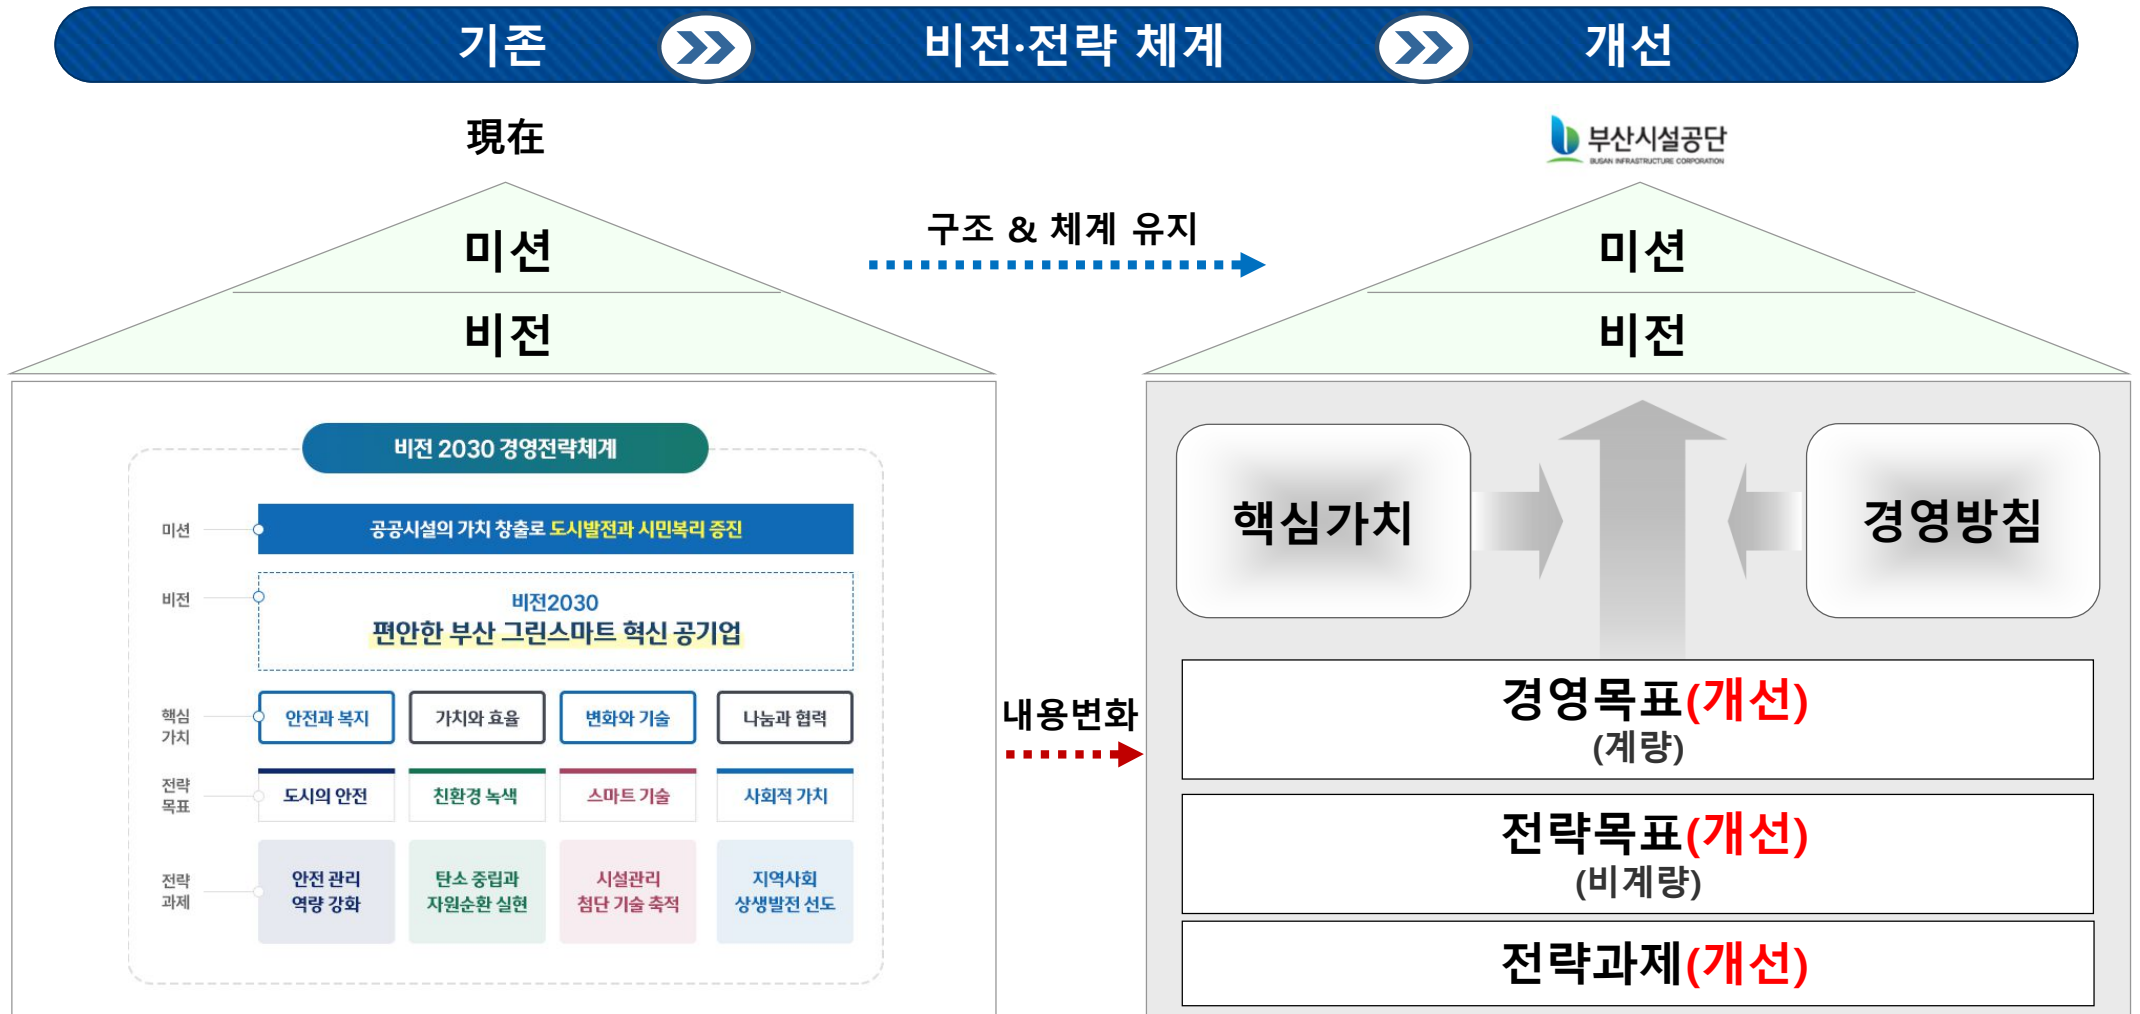 기존
비전·전략 체계
개선
現在
부산시설공단
BUSAN INFRASTRUCTURE CORPORATION
미션
비전
구조 & 체계 유지
미션
비전
비전 2030 경영전략체계
미션
공공시설의 가치 창출로 도시발전과 시민복리 증진
비전
비전2030
편안한 부산 그린스마트 혁신 공기업
핵심
가치
안전과 복지
가치와 효율
변화와 기술
나눔과 협력
전략
목표
도시의 안전
친환경 녹색
스마트 기술
사회적 가치
전략
과제
안전 관리
역량 강화
탄소 중립과
자원순환 실현
시설관리
첨단 기술 축적
지역사회
상생발전 선도
내용변화
핵심가치
경영방침
경영목표(개선)
(계량)
전략목표(개선)
(비계량)
전략과제(개선)